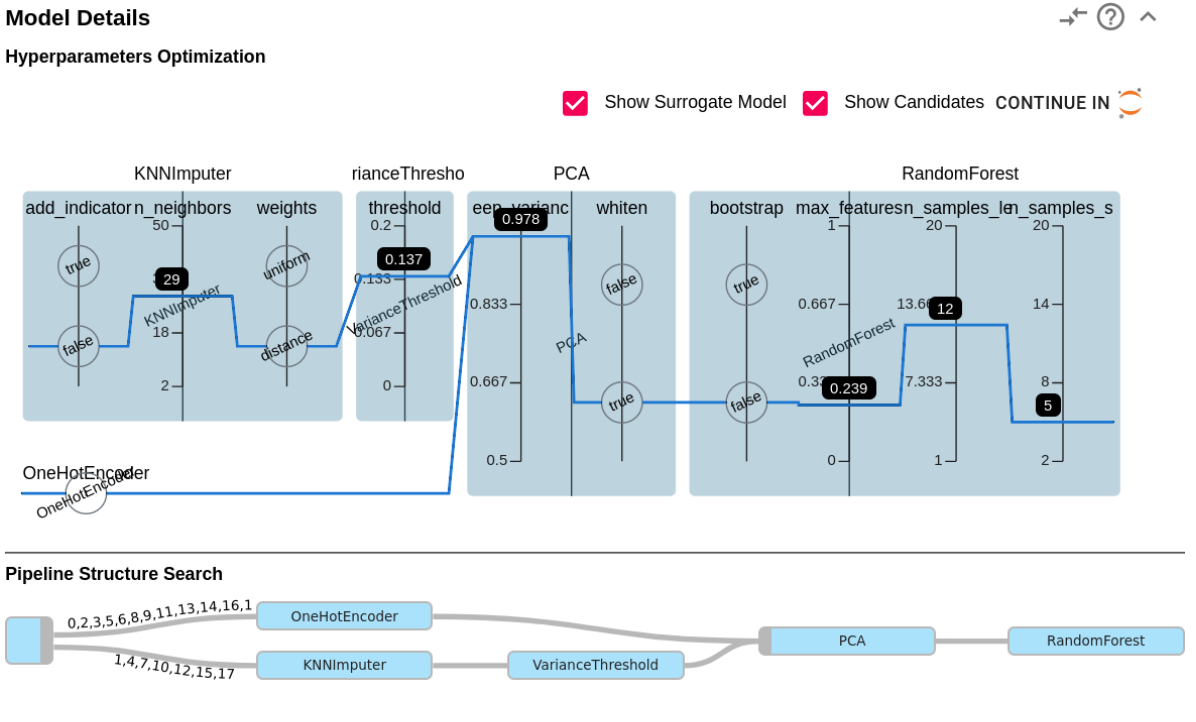 Model Details
Hyperparameters Optimization
Show Surrogate Model
Show Candidates
CONTINUE IN
KNNImputer
rianceThresho
PCA
RandomForest
add_indicator
n_neighbors
weights
threshold
whiten
bootstrap
max_features
n_samples_le
n_samples_s
50
18
2
29
true
false
KNNImputer
uniform
distance
0.2
0.133
0.067
0
0.137
VarianceThreshold
0.978
0.833
0.667
0.5
PCA
false
true
true
false
1
0.667
0
0.239
RandomForest
20
7.333
1
12
20
14
8
2
5
OneHotEncoder
OneHotEncoder
Pipeline Structure Search
0,2,3,5,6,8,9,11,13,14,16,1
OneHotEncoder
1,4,7,10,12,15,17
KNNImputer
VarianceThreshold
PCA
RandomForest